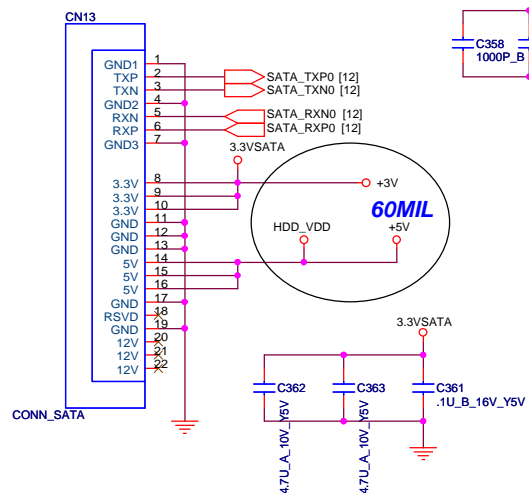 CN13
C358
1000P_B
GND1 1
TXP 2 SATA_TXP0 [12]
TXN 3 SATA_TXN0 [12]
GND2 4
RXN 5 SATA_RXN0 [12]
RXP 6 SATA_RXP0 [12]
GND3 7
3.3VSATA
3.3V 8 +3V
3.3V 9
3.3V 10
60MIL
GND 11
GND 12
GND 13
HDD_VDD +5V
5V 14
5V 15
5V 16
GND 17
RSVD 18
GND 19
12V 20
12V 21
12V 22
3.3VSATA
CONN_SATA
C362
4.7U_A_10V_Y5V
C363
4.7U_A_10V_Y5V
C361
.1U_B_16V_Y5V